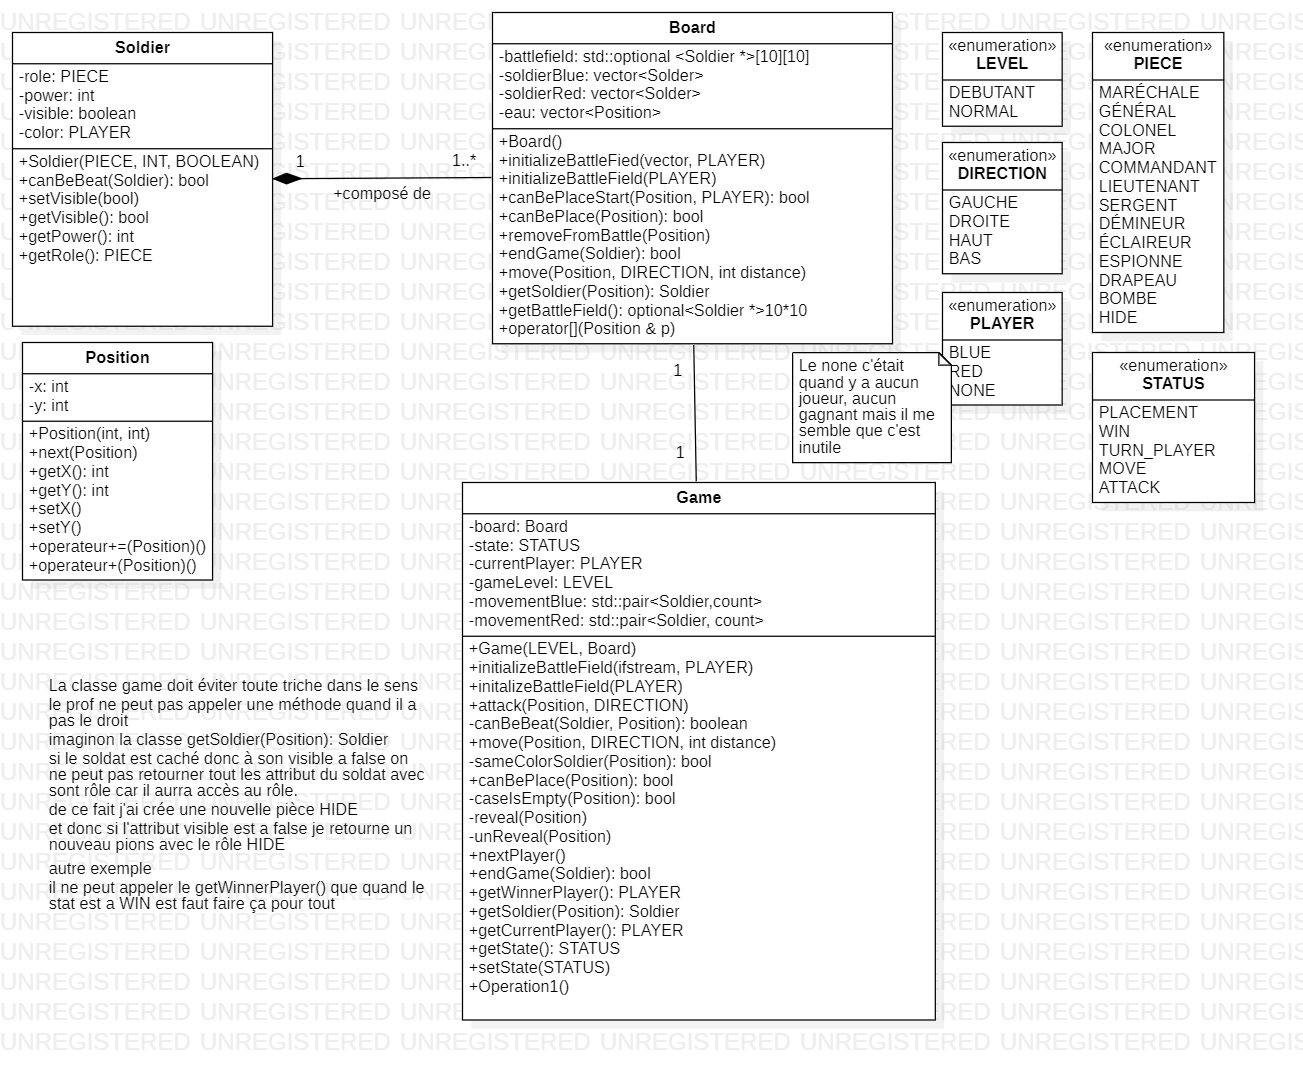 Soldier
-role: PIECE
-power: int
-visible: boolean
-color: PLAYER
+Soldier(PIECE, INT, BOOLEAN)
+canBeBeat(Soldier): bool
+setVisible(bool)
+getVisible(): bool
+getPower(): int
+getRole(): PIECE
1
1..*
+composé de
Board
-battlefield: std::optional <Soldier *>[10][10]
-soldierBlue: vector<Solder>
-soldierRed: vector<Solder>
-eau: vector<Position>
+Board()
+initializeBattleFied(vector, PLAYER)
+initializeBattleField(PLAYER)
+canBePlaceStart(Position, PLAYER): bool
+canBePlace(Position): bool
+removeFromBattle(Position)
+endGame(Soldier): bool
+move(Position, DIRECTION, int distance)
+getSoldier(Position): Soldier
+getBattleField(): optional<Soldier *>10*10
+operator[](Position & p)
«enumeration»
LEVEL
DEBUTANT
NORMAL
«enumeration»
DIRECTION
GAUCHE
DROITE
HAUT
BAS
«enumeration»
PLAYER
BLUE
RED
NONE
«enumeration»
PIECE
MARÉCHALE
GÉNÉRAL
COLONEL
MAJOR
COMMANDANT
LIEUTENANT
SERGENT
DÉMINEUR
ÉCLAIREUR
ESPIONNE
DRAPEAU
BOMBE
HIDE
«enumeration»
STATUS
PLACEMENT
WIN
TURN_PLAYER
MOVE
ATTACK
Position
-x: int
-y: int
+Position(int, int)
+next(Position)
+getX(): int
+getY(): int
+setX()
+setY()
+operateur+=(Position)()
+operateur+(Position)()
1
1
Le none c'était
quand y a aucun
joueur, aucun
gagnant mais il me
semble que c'est
inutile
Game
-board: Board
-state: STATUS
-currentPlayer: PLAYER
-gameLevel: LEVEL
-movementBlue: std::pair<Soldier,count>
-movementRed: std::pair<Soldier, count>
+Game(LEVEL, Board)
+initializeBattleField(ifstream, PLAYER)
+initalizeBattleField(PLAYER)
+attack(Position, DIRECTION)
-canBeBeat(Soldier, Position): boolean
+move(Position, DIRECTION, int distance)
-sameColorSoldier(Position): bool
+canBePlace(Position): bool
-caseIsEmpty(Position): bool
-reveal(Position)
-unReveal(Position)
+nextPlayer()
+endGame(Soldier): bool
+getWinnerPlayer(): PLAYER
+getSoldier(Position): Soldier
+getCurrentPlayer(): PLAYER
+getState(): STATUS
+setState(STATUS)
+Operation1()
La classe game doit éviter toute triche dans le sens
le prof ne peut pas appeler une méthode quand il a
pas le droit
imaginon la classe getSoldier(Position): Soldier
si le soldat est caché donc à son visible a false on
ne peut pas retourner tout les attribut du soldat avec
sont rôle car il aurra accès au rôle.
de ce fait j'ai crée une nouvelle pièce HIDE
et donc si l'attribut visible est a false je retourne un
nouveau pions avec le rôle HIDE
autre exemple
il ne peut appeler le getWinnerPlayer() que quand le
stat est a WIN est faut faire ça pour tout